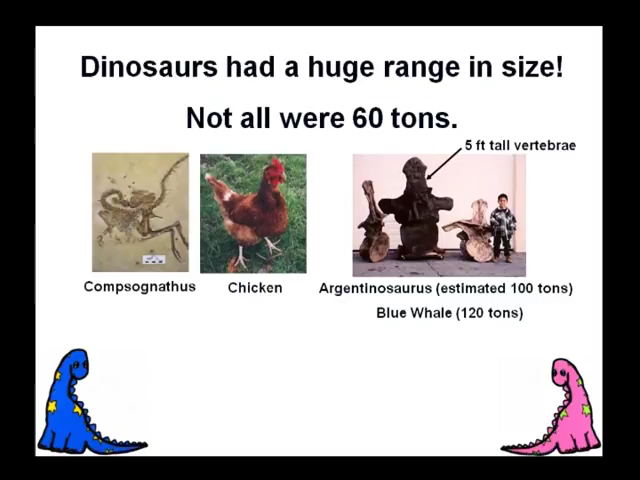 Dinosaurs had a huge range in size!
Not all were 60 tons.
5 ft tall vertebrae
Compsognathus
Chicken
Argentinosaurus (estimated 100 tons)
Blue Whale (120 tons)